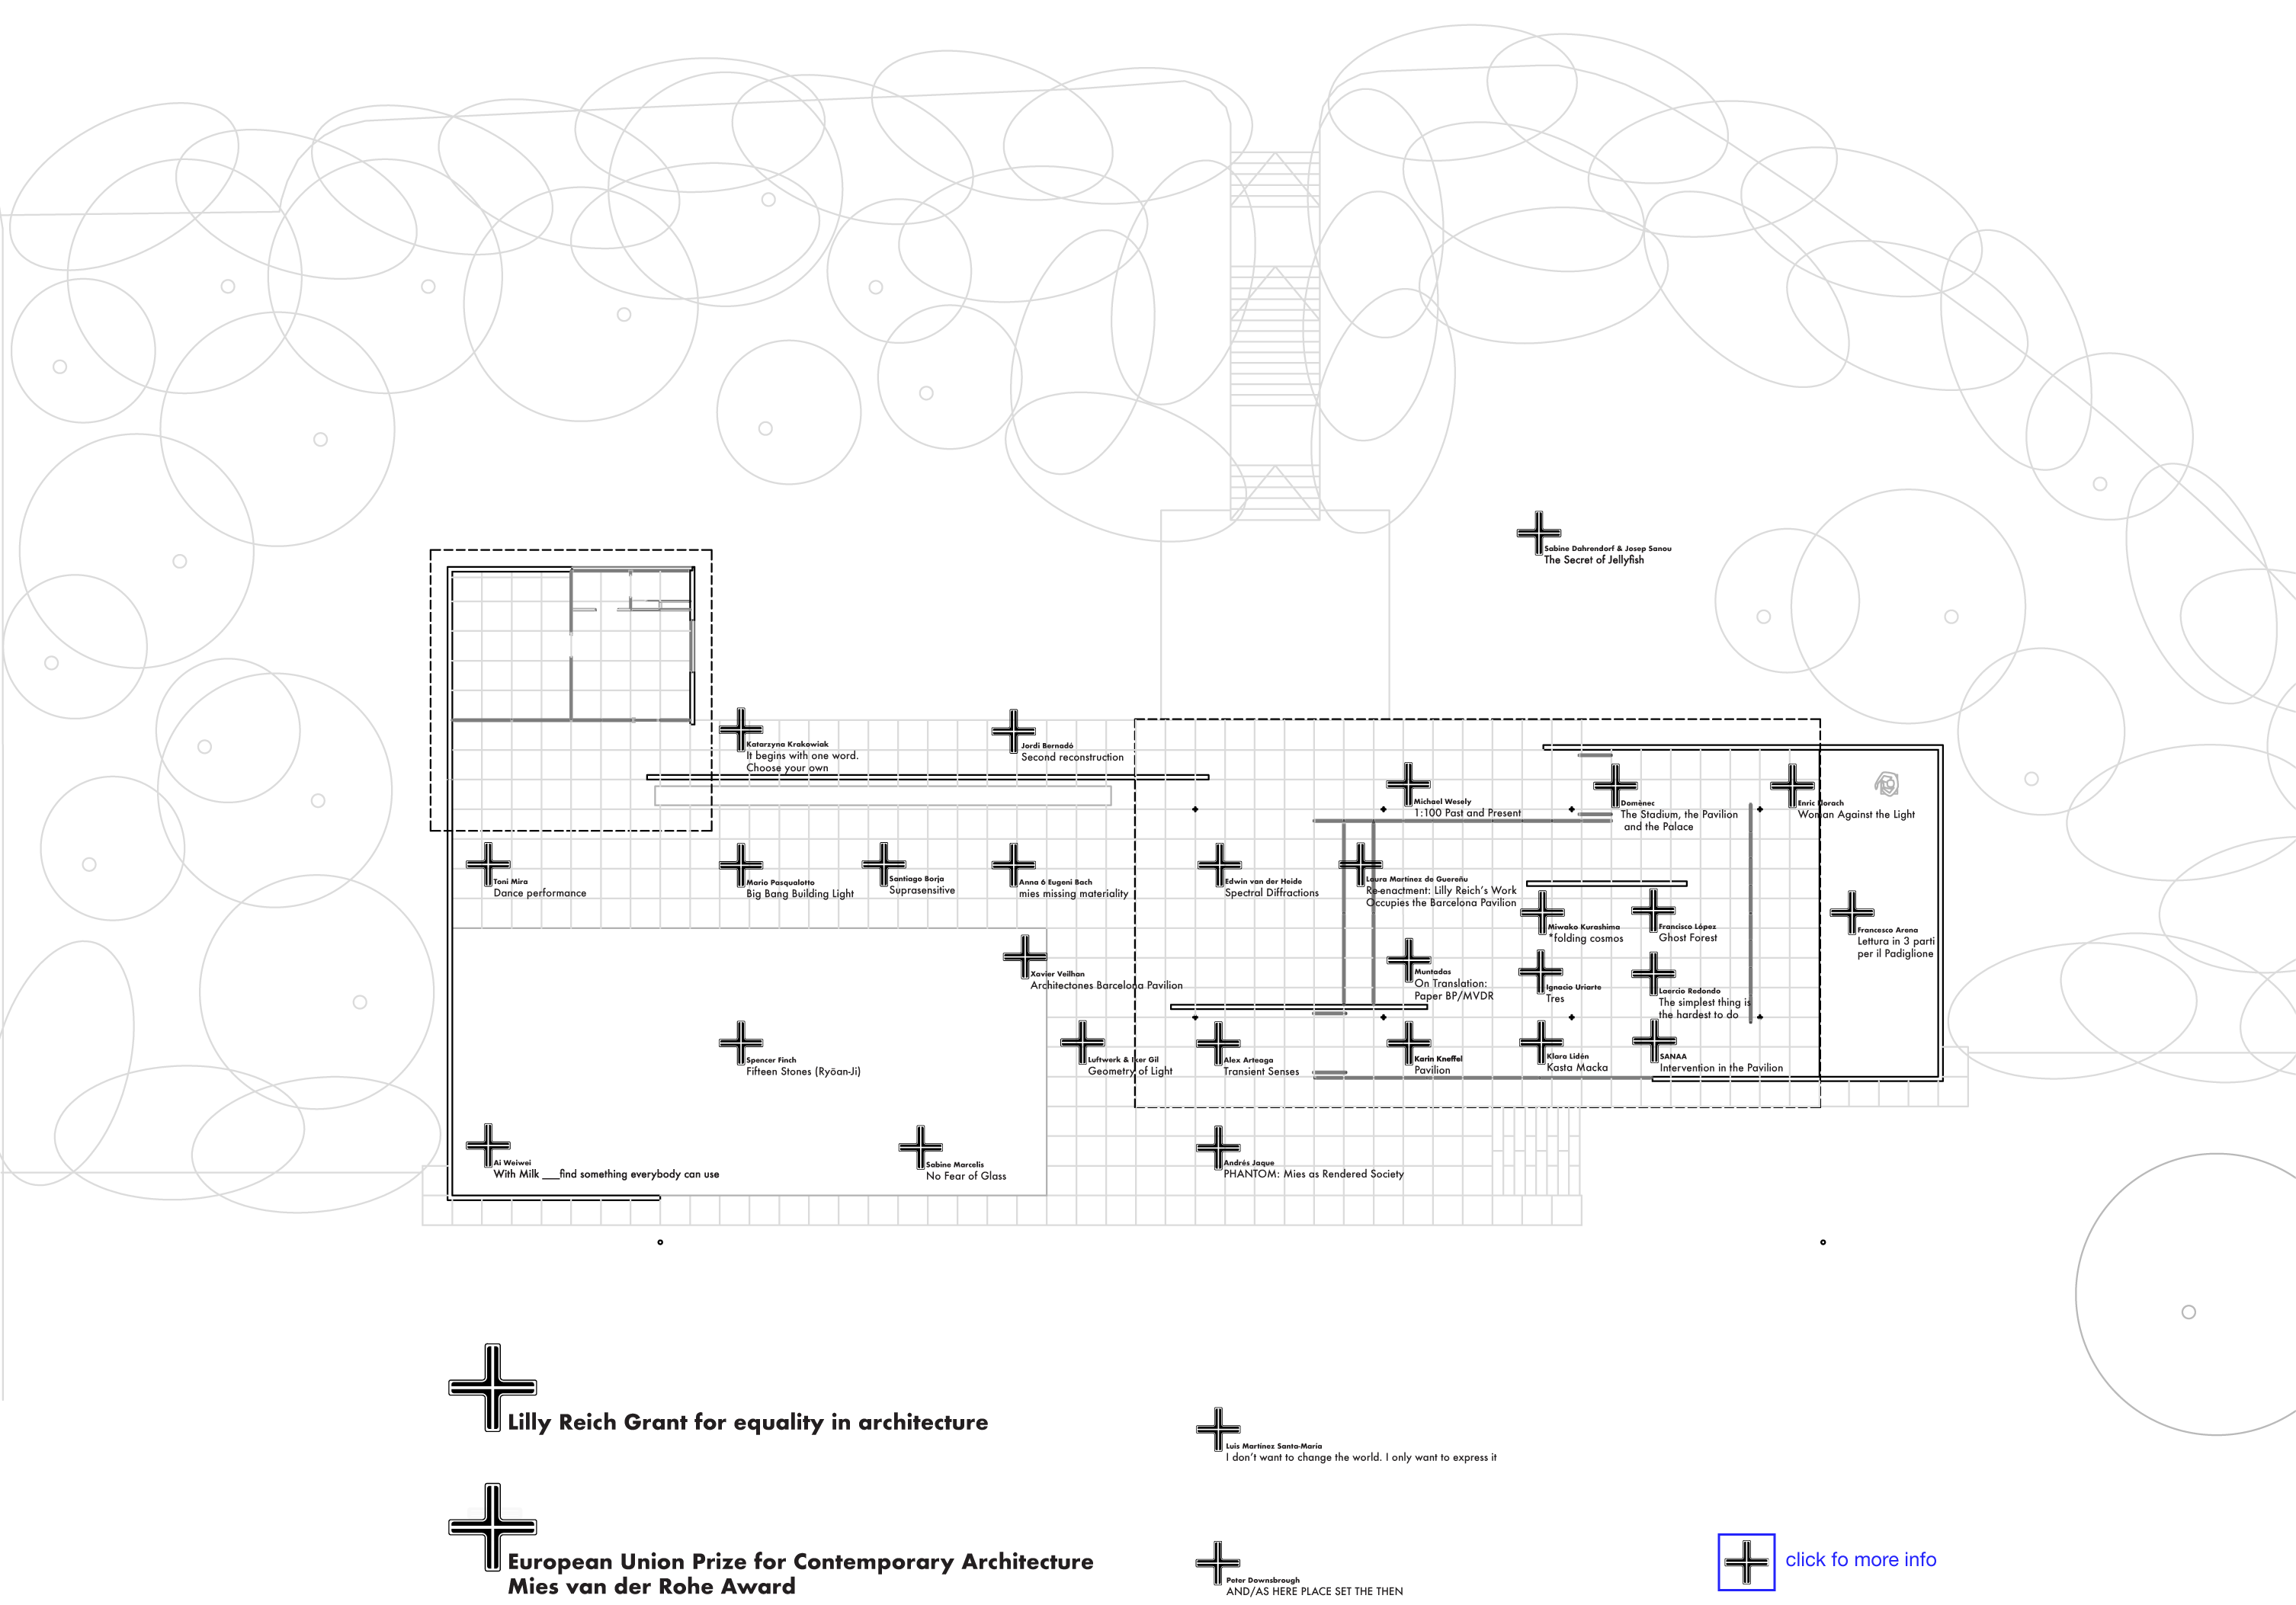 Sabine Dahrendorf & Josep Sanou
The Secret of Jellyfish
Katarzyna Krakowiak
It begins with one word.
Choose your own
Jordi Bernadó
Second reconstruction
Michael Wesely
1:100 Past and Present
Domènec
The Stadium, the Pavilion
and the Palace
Enric Morach
Woman Against the Light
Toni Mira
Dance performance
Mario Pasqualotto
Big Bang Building Light
Santiago Borja
Suprasensitive
Anna & Eugeni Bach
mies missing materiality
Edwin van der Heide
Spectral Diffractions
Laura Martínez de Guereñu
Re-enactment: Lilly Reich's Work
Occupies the Barcelona Pavilion
Miwako Kurashima
*folding cosmos
Francisco López
Ghost Forest
Francesco Arena
Lettura in 3 parti
per il Padiglione
Xavier Veilhan
Architectones Barcelona Pavilion
Muntadas
On Translation:
Paper BP/MVDR
Ignacio Uriarte
Tres
Laercio Redondo
The simplest thing is
the hardest to do
Spencer Finch
Fifteen Stones (Ryöan-Ji)
Luftwerk & Iker Gil
Geometry of Light
Alex Arteaga
Transient Senses
Karin Kneffel
Pavilion
Klara Lidén
Kasta Macka
SANAA
Intervention in the Pavilion
Ai Weiwei
With Milk ___find something everybody can use
Sabine Marcelis
No Fear of Glass
Andrés Jaque
PHANTOM: Mies as Rendered Society
Lilly Reich Grant for equality in architecture
Luis Martínez Santa-María
I don't want to change the world. I only want to express it
European Union Prize for Contemporary Architecture
Mies van der Rohe Award
Peter Downsbrough
AND/AS HERE PLACE SET THE THEN
click fo more info